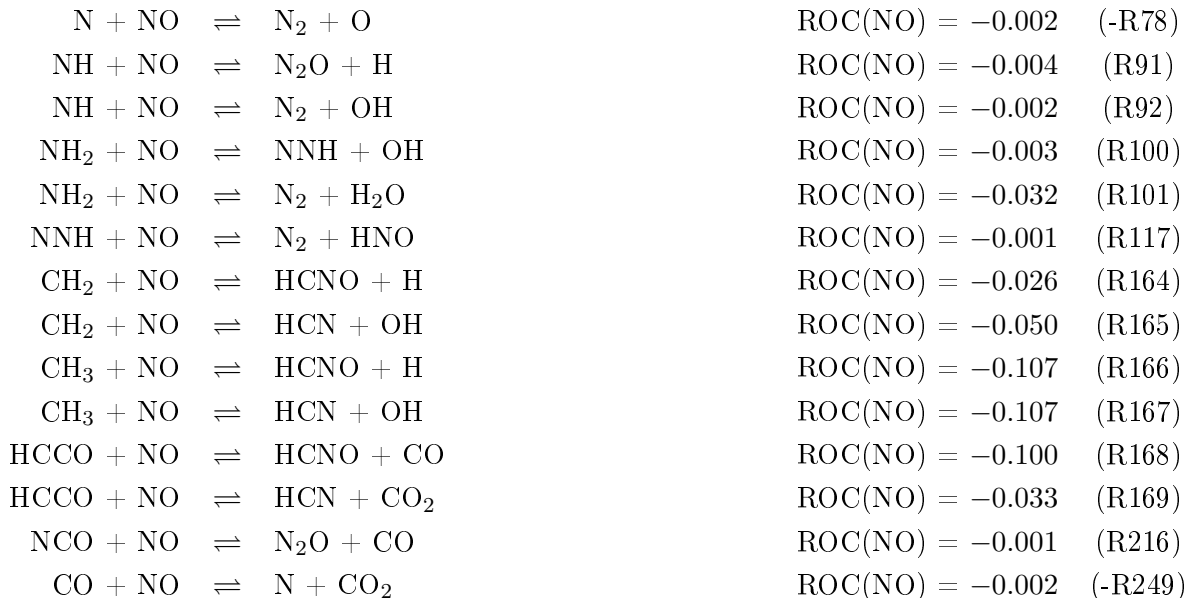 N + NO ⇌ N₂ + O ROC(NO) = −0.002 (-R78)
NH + NO ⇌ N₂O + H ROC(NO) = −0.004 (R91)
NH + NO ⇌ N₂ + OH ROC(NO) = −0.002 (R92)
NH₂ + NO ⇌ NNH + OH ROC(NO) = −0.003 (R100)
NH₂ + NO ⇌ N₂ + H₂O ROC(NO) = −0.032 (R101)
NNH + NO ⇌ N₂ + HNO ROC(NO) = −0.001 (R117)
CH₂ + NO ⇌ HCNO + H ROC(NO) = −0.026 (R164)
CH₂ + NO ⇌ HCN + OH ROC(NO) = −0.050 (R165)
CH₃ + NO ⇌ HCNO + H ROC(NO) = −0.107 (R166)
CH₃ + NO ⇌ HCN + OH ROC(NO) = −0.107 (R167)
HCCO + NO ⇌ HCNO + CO ROC(NO) = −0.100 (R168)
HCCO + NO ⇌ HCN + CO₂ ROC(NO) = −0.033 (R169)
NCO + NO ⇌ N₂O + CO ROC(NO) = −0.001 (R216)
CO + NO ⇌ N + CO₂ ROC(NO) = −0.002 (-R249)